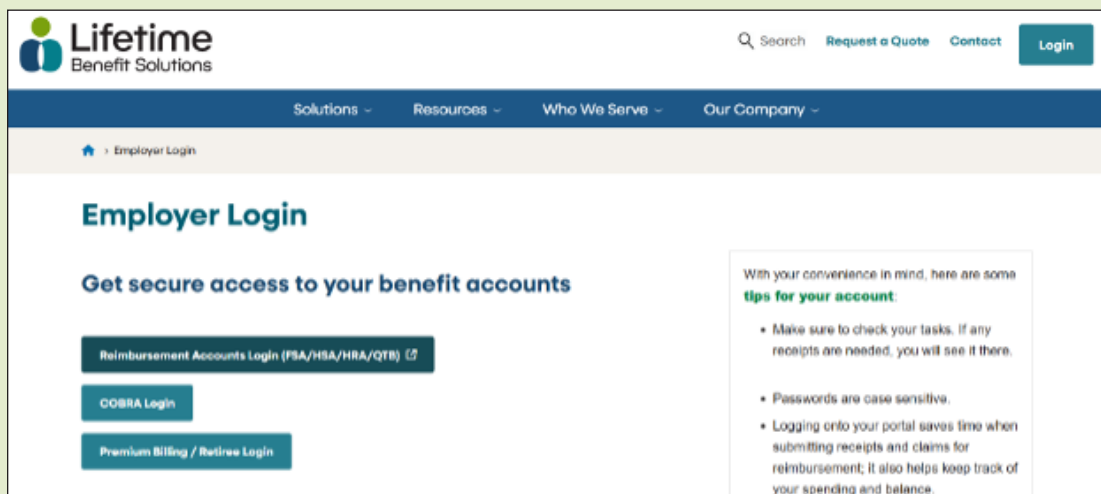 Lifetime
Benefit Solutions
Search
Request a Quote
Contact
Login
Solutions
Resources
Who We Serve
Our Company
> Employer Login
Employer Login
Get secure access to your benefit accounts
Reimbursement Accounts Login (FSA/HSA/HRA/QTB)
COBRA Login
Premium Billing / Retiree Login
With your convenience in mind, here are some
tips for your account:
• Make sure to check your tasks. If any
receipts are needed, you will see it there.
• Passwords are case sensitive.
• Logging onto your portal saves time when
submitting receipts and claims for
reimbursement; it also helps keep track of
your spending and balance.